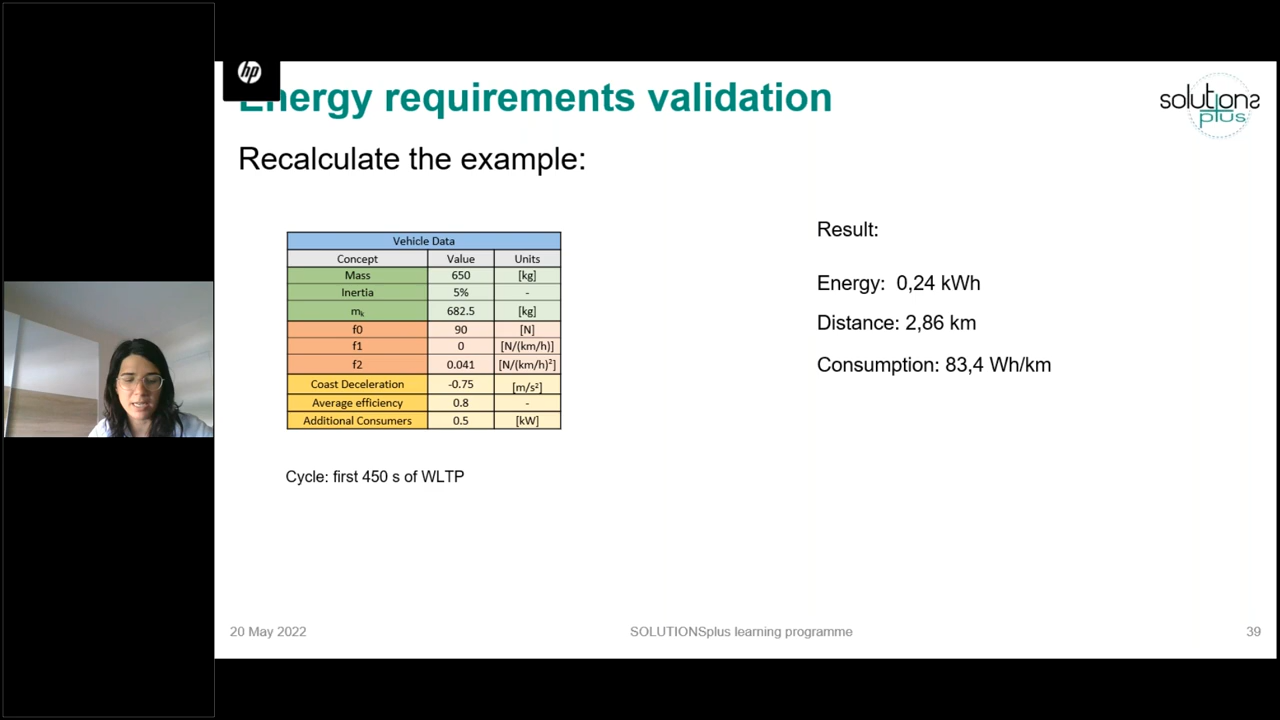 hp
Energy requirements validation
solutions
plus
Recalculate the example:
Vehicle Data
Concept Value Units
Mass 650 [kg]
Inertia 5% -
mₖ 682.5 [kg]
f0 90 [N]
f1 0 [N/(km/h)]
f2 0.041 [N/(km/h)²]
Coast Deceleration -0.75 [m/s²]
Average efficiency 0.8 -
Additional Consumers 0.5 [kW]
Cycle: first 450 s of WLTP
Result:
Energy: 0,24 kWh
Distance: 2,86 km
Consumption: 83,4 Wh/km
20 May 2022
SOLUTIONSplus learning programme
39